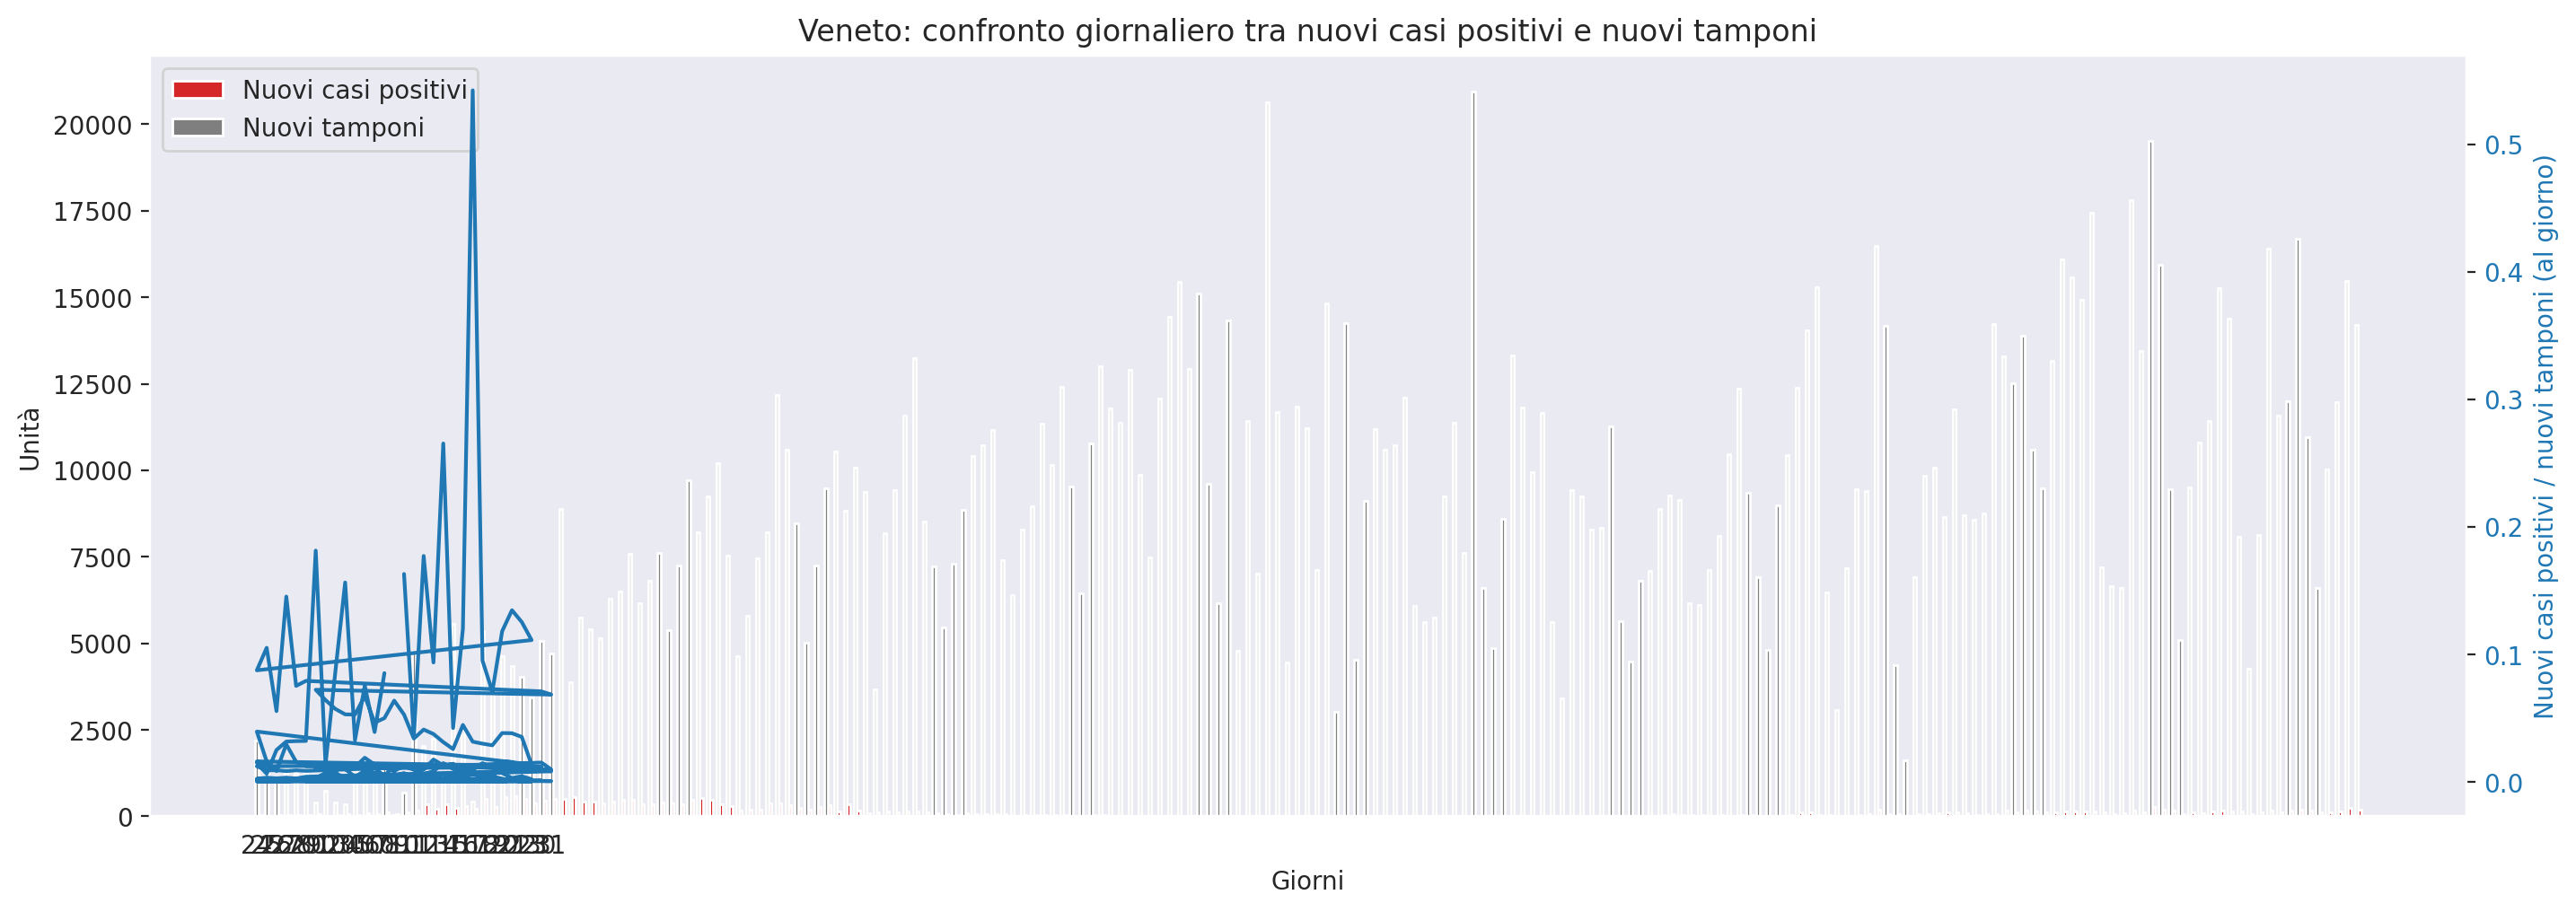 Veneto: confronto giornaliero tra nuovi casi positivi e nuovi tamponi
Nuovi casi positivi
Nuovi tamponi
20000
17500
15000
12500
10000
7500
5000
2500
0
Unità
0.5
0.4
0.3
0.2
0.1
0.0
Nuovi casi positivi / nuovi tamponi (al giorno)
Giorni